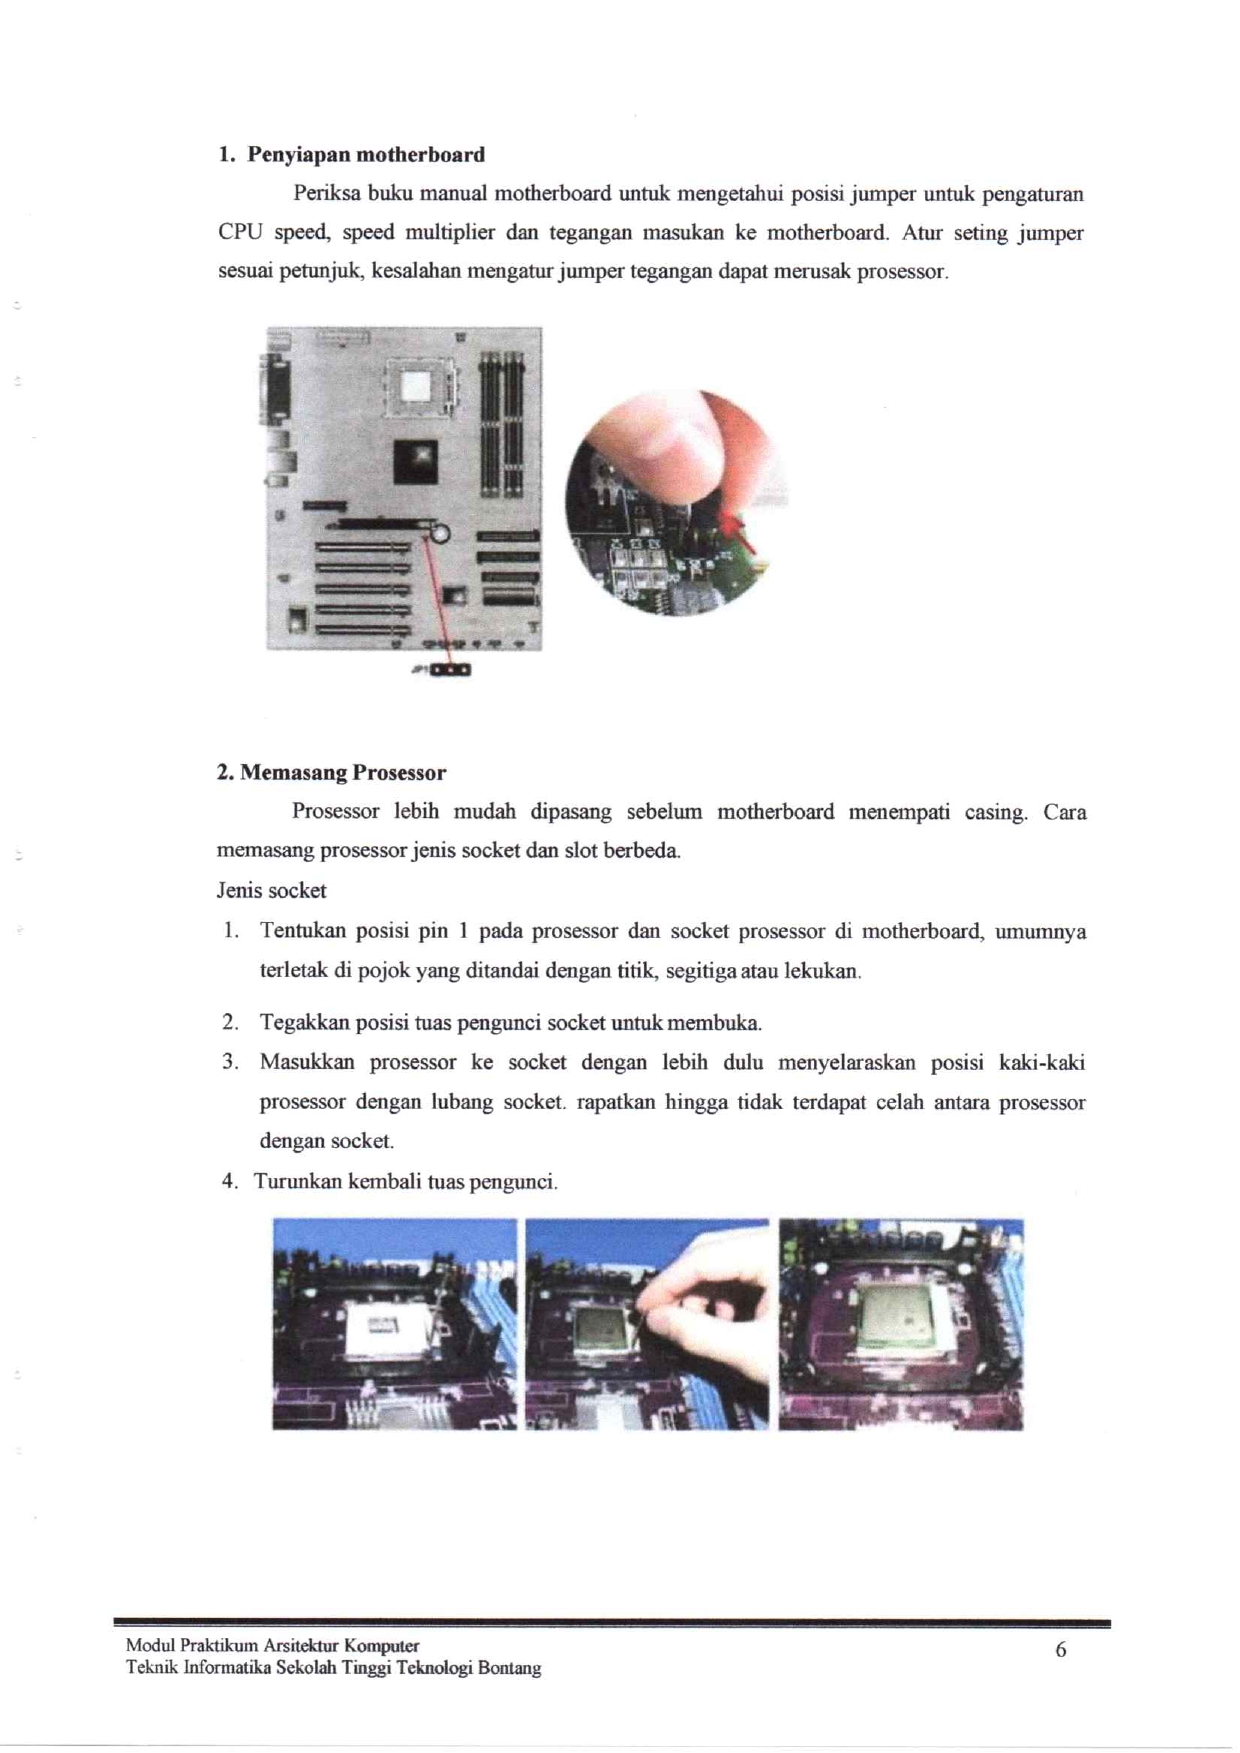 1. Penyiapan motherboard
Periksa buku manual motherboard untuk mengetahui posisi jumper untuk pengaturan
CPU speed, speed multiplier dan tegangan masukan ke motherboard. Atur seting jumper
sesuai petunjuk, kesalahan mengatur jumper tegangan dapat merusak prosessor.
JP1
2. Memasang Prosessor
Prosessor lebih mudah dipasang sebelum motherboard menempati casing. Cara
memasang prosessor jenis socket dan slot berbeda.
Jenis socket
1. Tentukan posisi pin 1 pada prosessor dan socket prosessor di motherboard, umumnya
terletak di pojok yang ditandai dengan titik, segitiga atau lekukan.
2. Tegakkan posisi tuas pengunci socket untuk membuka.
3. Masukkan prosessor ke socket dengan lebih dulu menyelaraskan posisi kaki-kaki
prosessor dengan lubang socket. rapatkan hingga tidak terdapat celah antara prosessor
dengan socket.
4. Turunkan kembali tuas pengunci.
Modul Praktikum Arsitektur Komputer
Teknik Informatika Sekolah Tinggi Teknologi Bontang
6